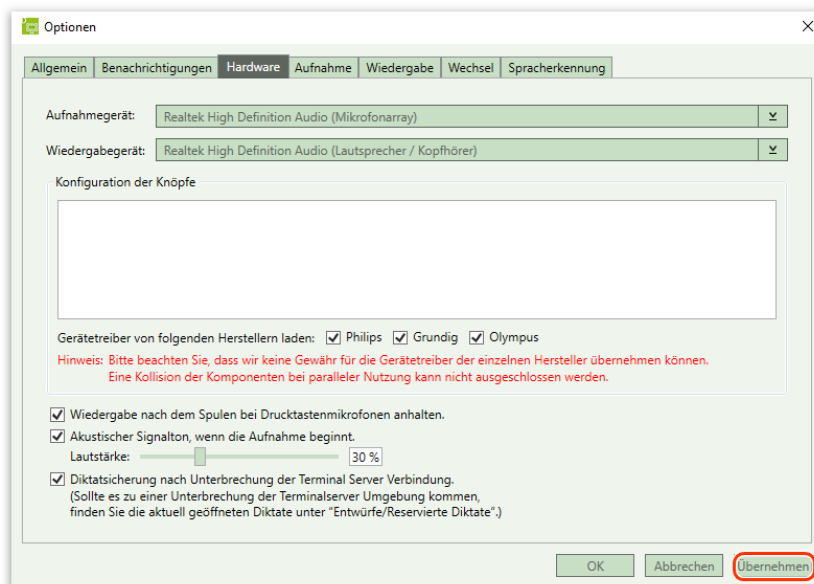 Optionen
Allgemein Benachrichtigungen Hardware Aufnahme Wiedergabe Wechsel Spracherkennung
Aufnahmegerät: Realtek High Definition Audio (Mikrofonarray)
Wiedergabegerät: Realtek High Definition Audio (Lautsprecher / Kopfhörer)
Konfiguration der Knöpfe
Gerätetreiber von folgenden Herstellern laden: Philips Grundig Olympus
Hinweis: Bitte beachten Sie, dass wir keine Gewähr für die Gerätetreiber der einzelnen Hersteller übernehmen können.
Eine Kollision der Komponenten bei paralleler Nutzung kann nicht ausgeschlossen werden.
Wiedergabe nach dem Spulen bei Drucktastenmikrofonen anhalten.
Akustischer Signalton, wenn die Aufnahme beginnt.
Lautstärke: 30 %
Diktatsicherung nach Unterbrechung der Terminal Server Verbindung.
(Sollte es zu einer Unterbrechung der Terminalserver Umgebung kommen,
finden Sie die aktuell geöffneten Diktate unter "Entwürfe/Reservierte Diktate".)
OK Abbrechen Übernehmen